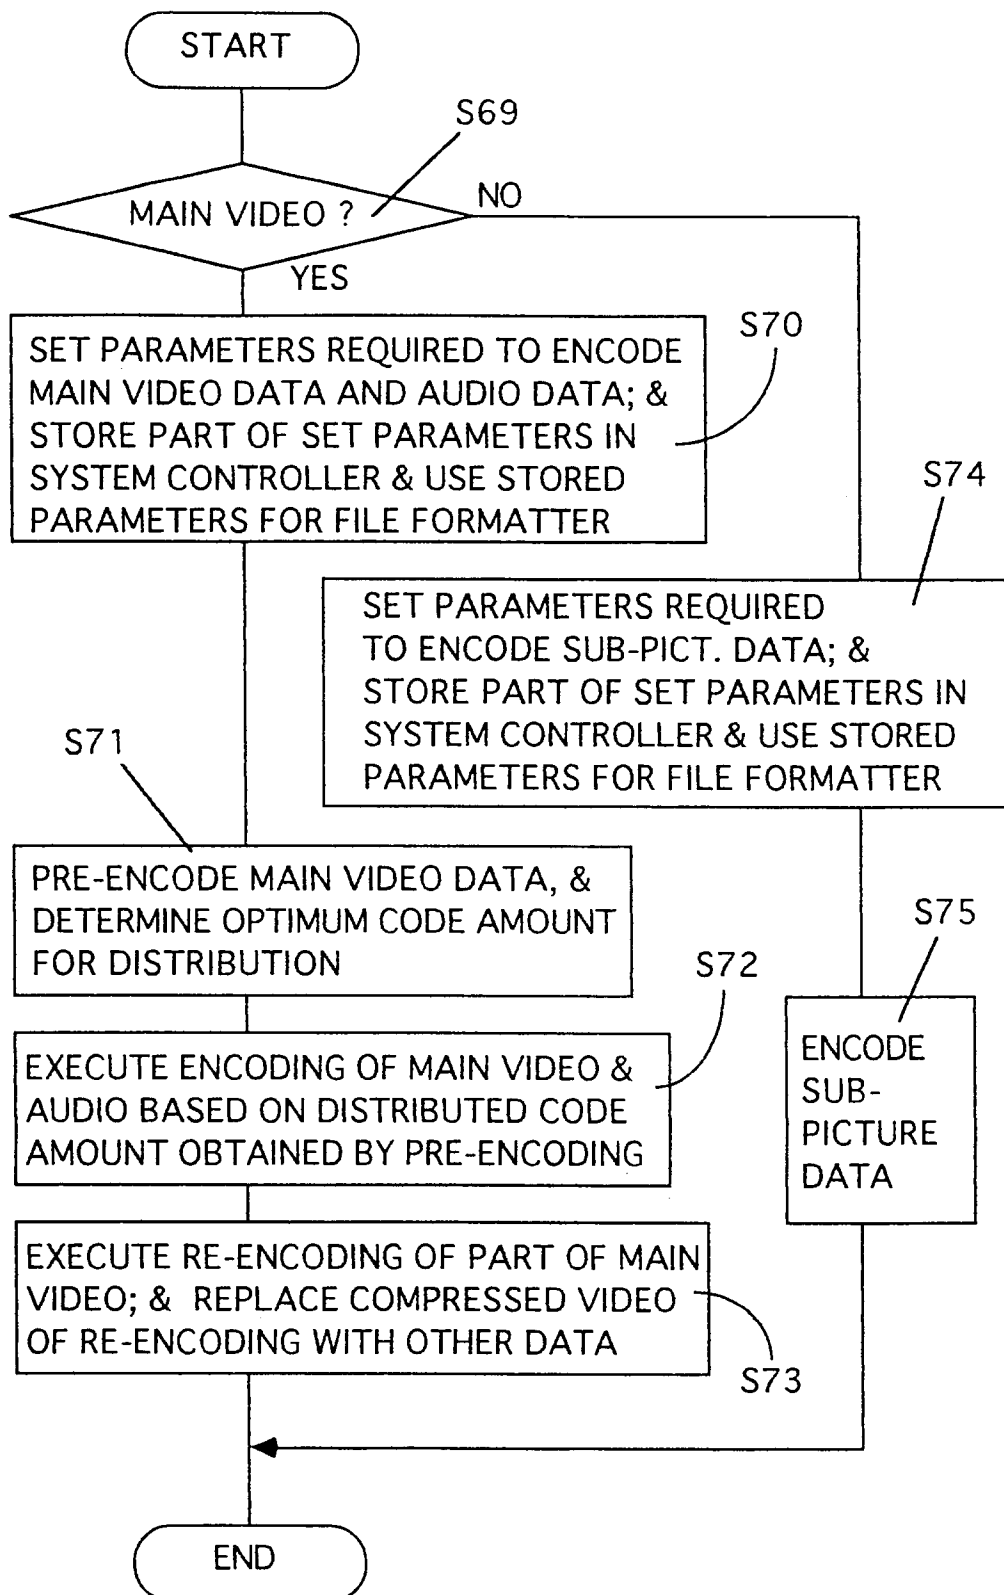 START
S69
MAIN VIDEO ?
NO
YES
S70
SET PARAMETERS REQUIRED TO ENCODE
MAIN VIDEO DATA AND AUDIO DATA; &
STORE PART OF SET PARAMETERS IN
SYSTEM CONTROLLER & USE STORED
PARAMETERS FOR FILE FORMATTER
S74
SET PARAMETERS REQUIRED
TO ENCODE SUB-PICT. DATA; &
STORE PART OF SET PARAMETERS IN
SYSTEM CONTROLLER & USE STORED
PARAMETERS FOR FILE FORMATTER
S71
PRE-ENCODE MAIN VIDEO DATA, &
DETERMINE OPTIMUM CODE AMOUNT
FOR DISTRIBUTION
S75
S72
EXECUTE ENCODING OF MAIN VIDEO &
AUDIO BASED ON DISTRIBUTED CODE
AMOUNT OBTAINED BY PRE-ENCODING
ENCODE
SUB-
PICTURE
DATA
EXECUTE RE-ENCODING OF PART OF MAIN
VIDEO; & REPLACE COMPRESSED VIDEO
OF RE-ENCODING WITH OTHER DATA
S73
END